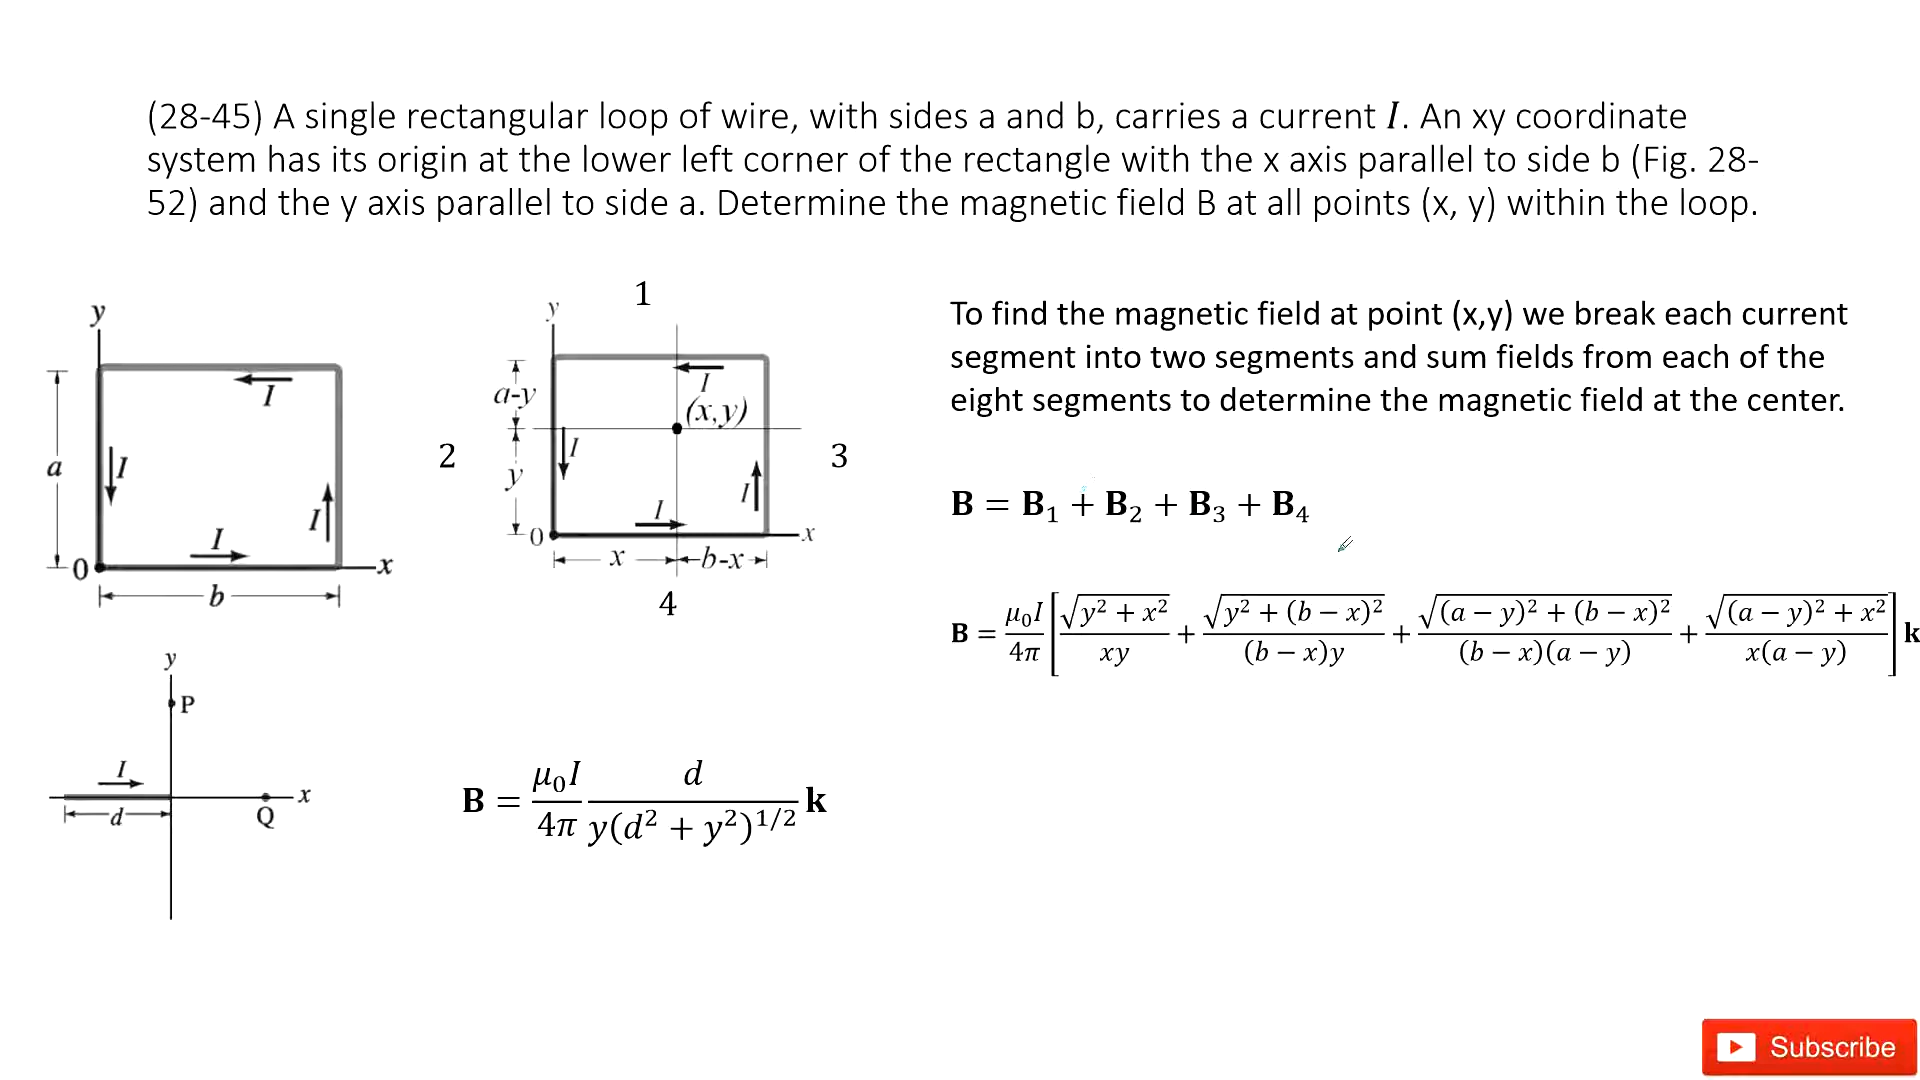 (28-45) A single rectangular loop of wire, with sides a and b, carries a current I. An xy coordinate
system has its origin at the lower left corner of the rectangle with the x axis parallel to side b (Fig. 28-
52) and the y axis parallel to side a. Determine the magnetic field B at all points (x, y) within the loop.
y
I
a
I
I
I
0
x
b
1
y
a-y
I
(x,y)
2
I
3
y
I
I
0
x
x
b-x
4
To find the magnetic field at point (x,y) we break each current
segment into two segments and sum fields from each of the
eight segments to determine the magnetic field at the center.
𝐁 = 𝐁₁ + 𝐁₂ + 𝐁₃ + 𝐁₄
𝐁 = μ₀I/4π [√(y² + x²)/xy + √(y² + (b − x)²)/(b − x)y + √((a − y)² + (b − x)²)/(b − x)(a − y) + √((a − y)² + x²)/x(a − y)] 𝐤
y
P
I
x
d
Q
𝐁 = μ₀I/4π d/y(d² + y²)^1/2 𝐤
Subscribe